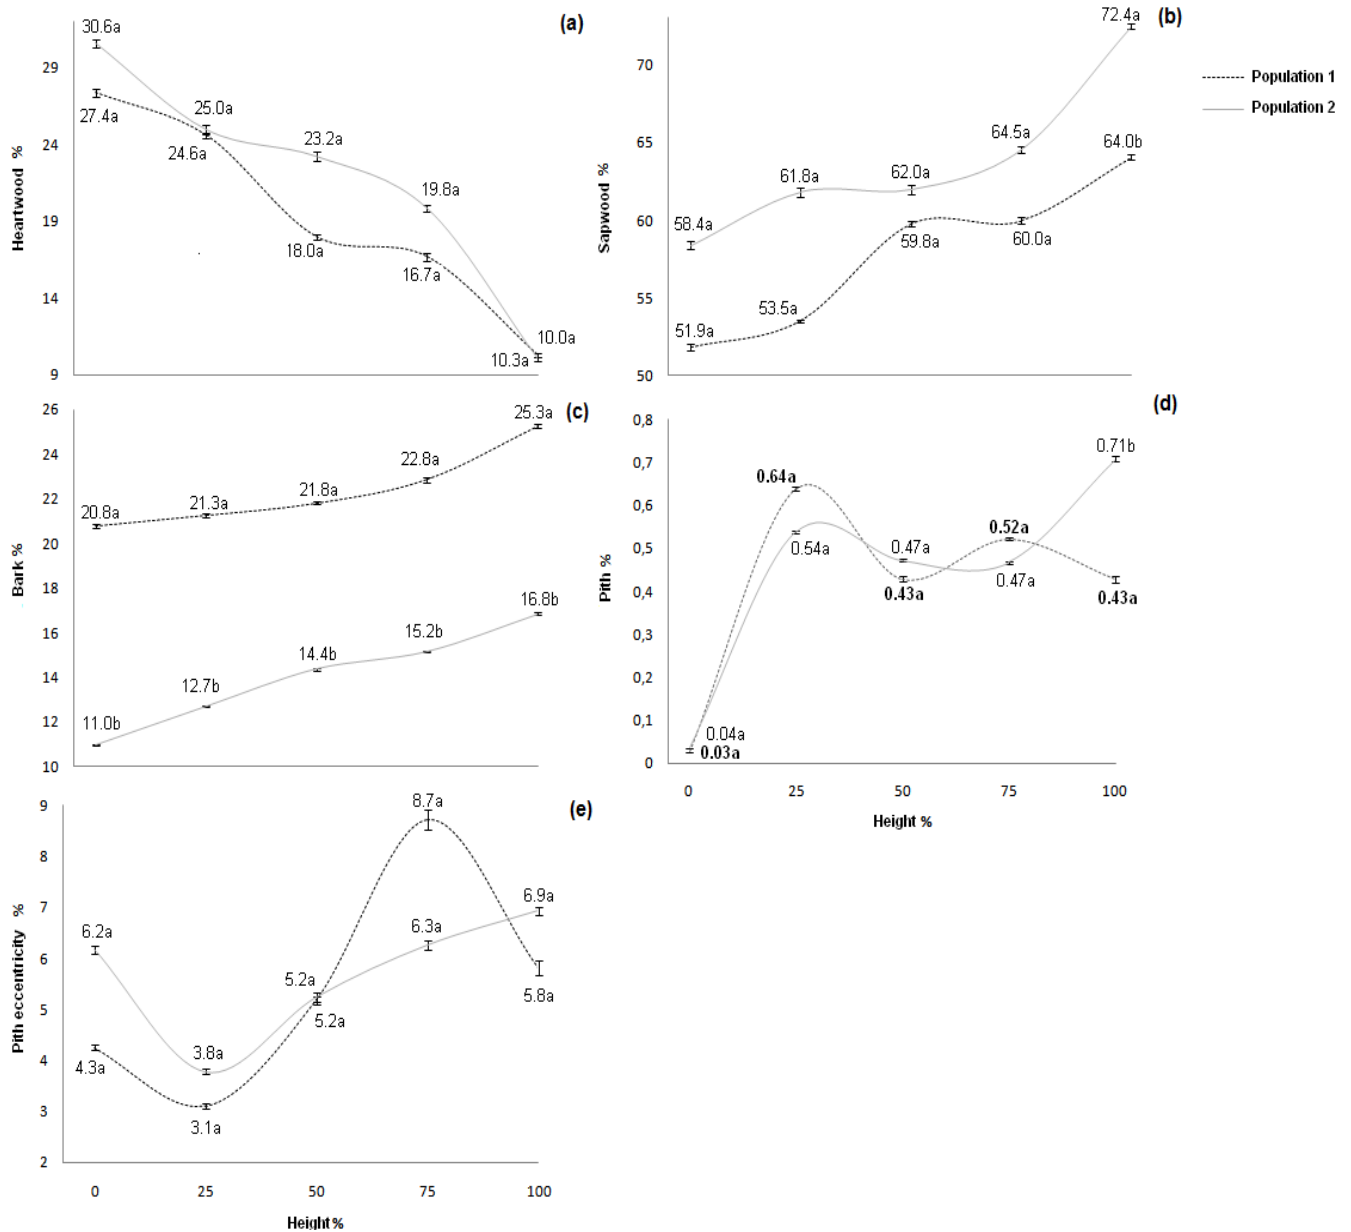 (a)
30.6a
29
27.4a
25.0a
24
24.6a
23.2a
19.8a
19
18.0a
16.7a
14
10.0a
10.3a
9
Heartwood %
(b)
72.4a
70
65
64.5a
64.0b
61.8a
62.0a
60
58.4a
59.8a
60.0a
55
53.5a
51.9a
50
Sapwood %
Population 1
Population 2
(c)
26
25.3a
24
22.8a
22
20.8a
21.3a
21.8a
20
18
16.8b
16
15.2b
14.4b
14
12.7b
12
11.0b
10
Bark %
(d)
0,8
0.71b
0,7
0.64a
0,6
0.54a
0.52a
0,5
0.47a
0.47a
0.43a
0.43a
0,4
0,3
0,2
0,1
0.04a
0.03a
0
Pith %
0 25 50 75 100
Height %
(e)
9
8.7a
8
7
6.9a
6.2a
6.3a
6
5.8a
5.2a
5.2a
5
4.3a
4
3.8a
3.1a
3
2
Pith eccentricity %
0 25 50 75 100
Height %